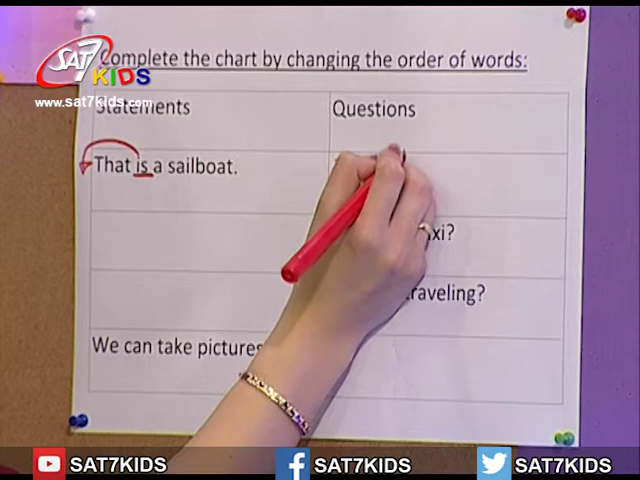 SAT7
KIDS
www.sat7kids.com
Complete the chart by changing the order of words:
Statements
Questions
That is a sailboat.
We can take pictures
SAT7KIDS
SAT7KIDS
SAT7KIDS